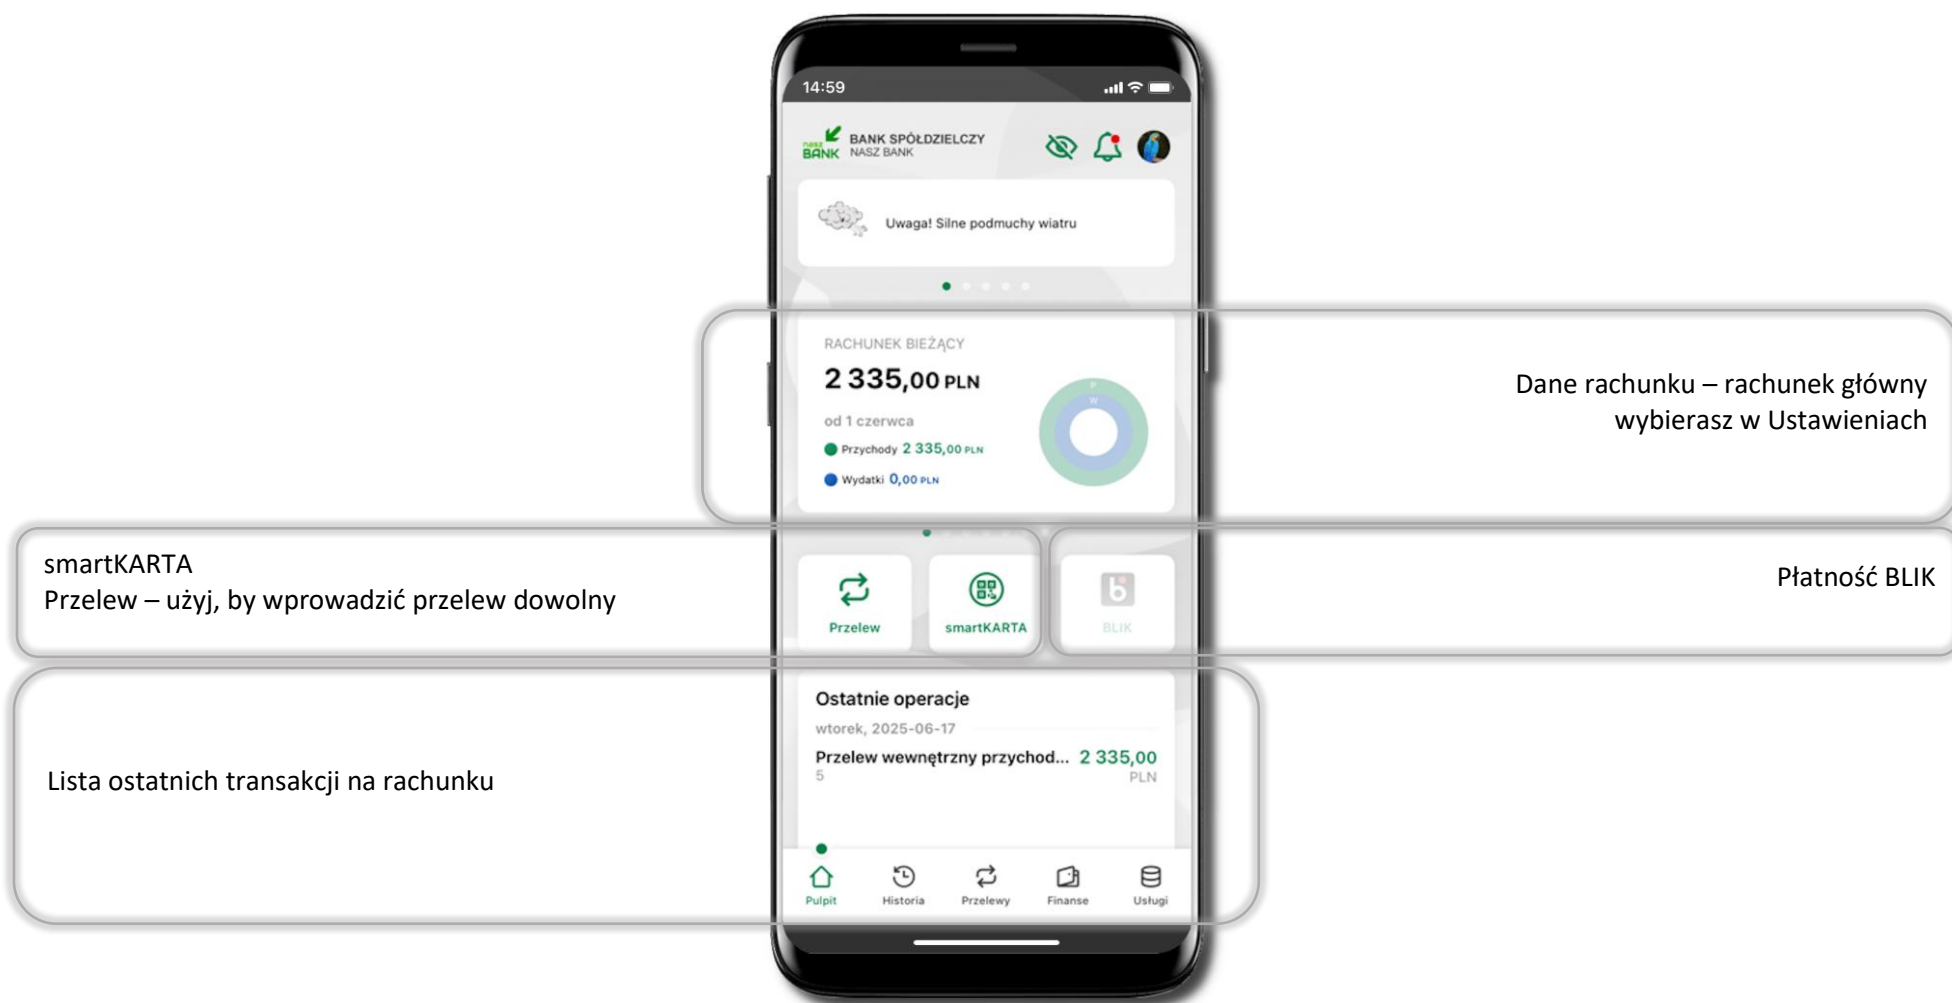 14:59
nasz
BANK
BANK SPÓŁDZIELCZY
NASZ BANK
Uwaga! Silne podmuchy wiatru
RACHUNEK BIEŻĄCY
2 335,00 PLN
od 1 czerwca
Przychody 2 335,00 PLN
Wydatki 0,00 PLN
P
W
Dane rachunku – rachunek główny
wybierasz w Ustawieniach
smartKARTA
Przelew – użyj, by wprowadzić przelew dowolny
Przelew
smartKARTA
BLIK
Płatność BLIK
Ostatnie operacje
wtorek, 2025-06-17
Przelew wewnętrzny przychod... 2 335,00
5 PLN
Lista ostatnich transakcji na rachunku
Pulpit
Historia
Przelewy
Finanse
Usługi